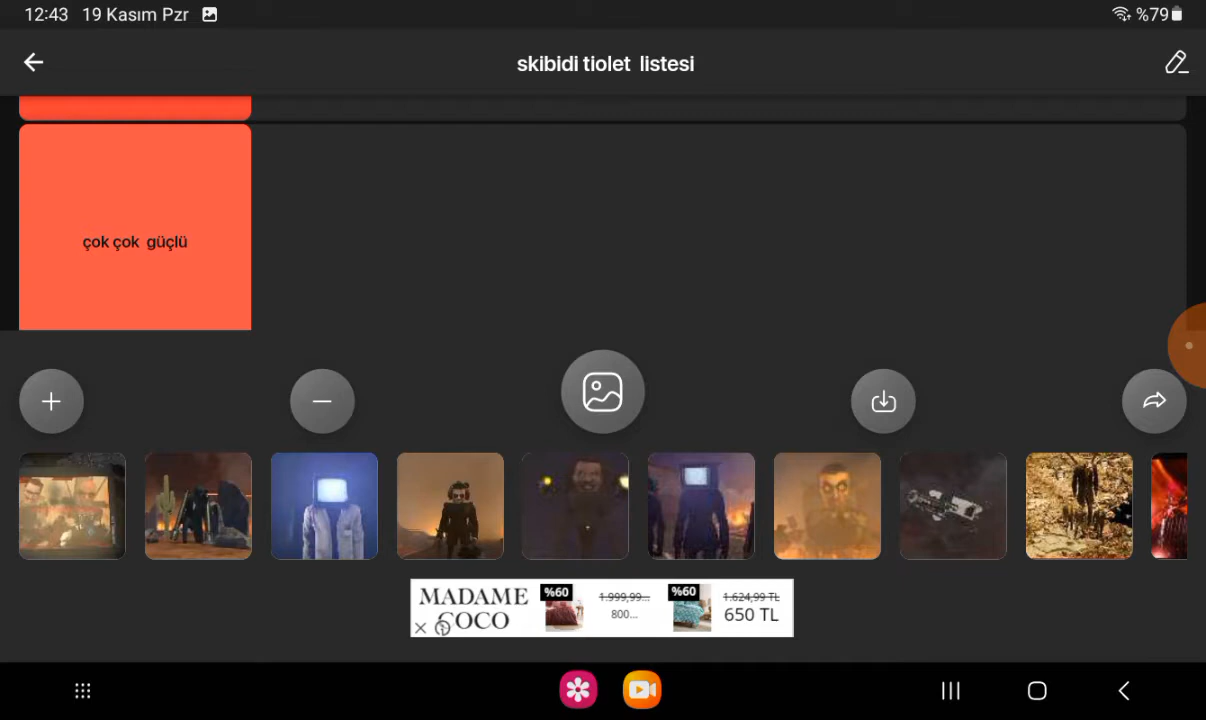 12:43 19 Kasım Pzr %79
skibidi tiolet listesi
çok çok güçlü
MADAME COCO
%60
1.999,99...
800...
%60
1.624,99 TL
650 TL